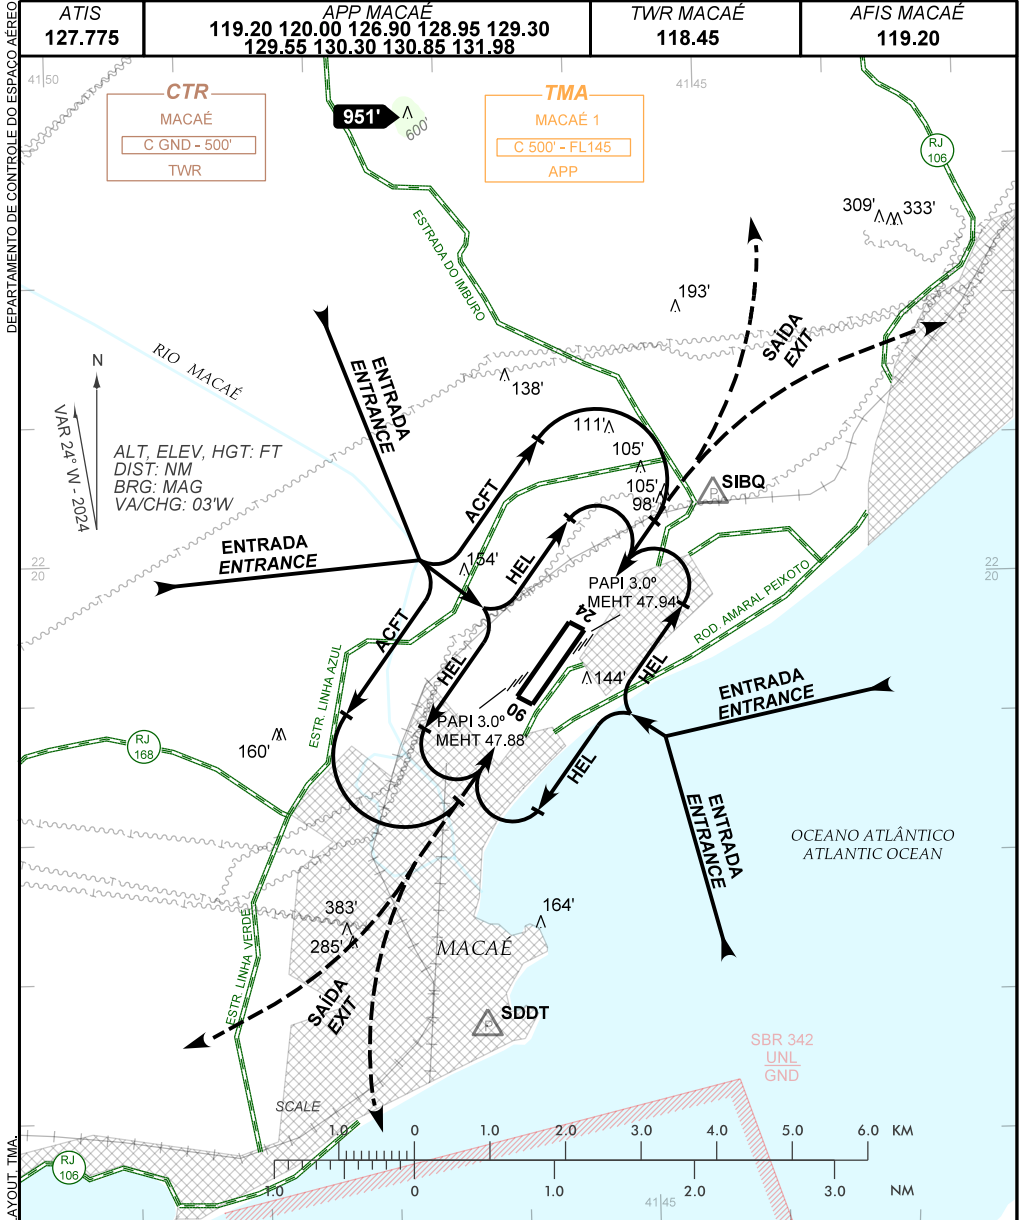 DEPARTAMENTO DE CONTROLE DO ESPAÇO AÉREO
ATIS
127.775
APP MACAÉ
119.20 120.00 126.90 128.95 129.30
129.55 130.30 130.85 131.98
TWR MACAÉ
118.45
AFIS MACAÉ
119.20
41 50
41 45
CTR
MACAÉ
C GND - 500'
TWR
951'
600'
TMA
MACAÉ 1
C 500' - FL145
APP
RJ
106
309'
333'
ESTRADA DO IMBURO
193'
SAÍDA
EXIT
ENTRADA
ENTRANCE
RIO MACAÉ
N
VAR 24° W - 2024
138'
111'
ALT, ELEV, HGT: FT
DIST: NM
BRG: MAG
VA/CHG: 03'W
105'
105'
98'
SIBQ
P
ACFT
ENTRADA
ENTRANCE
154'
HEL
22
20
22
20
PAPI 3.0º
MEHT 47.94'
24
ROD. AMARAL PEIXOTO
ACFT
HEL
HEL
144'
ENTRADA
ENTRANCE
ESTR. LINHA AZUL
06
PAPI 3.0º
MEHT 47.88'
RJ
168
160'
HEL
ENTRADA
ENTRANCE
OCEANO ATLÂNTICO
ATLANTIC OCEAN
383'
285'
164'
MACAÉ
ESTR. LINHA VERDE
SAÍDA
EXIT
SDDT
P
SBR 342
UNL
GND
SCALE
1.0 0 1.0 2.0 3.0 4.0 5.0 6.0 KM
1.0 0 1.0 2.0 3.0 NM
RJ
106
41 45
LAYOUT, TMA.